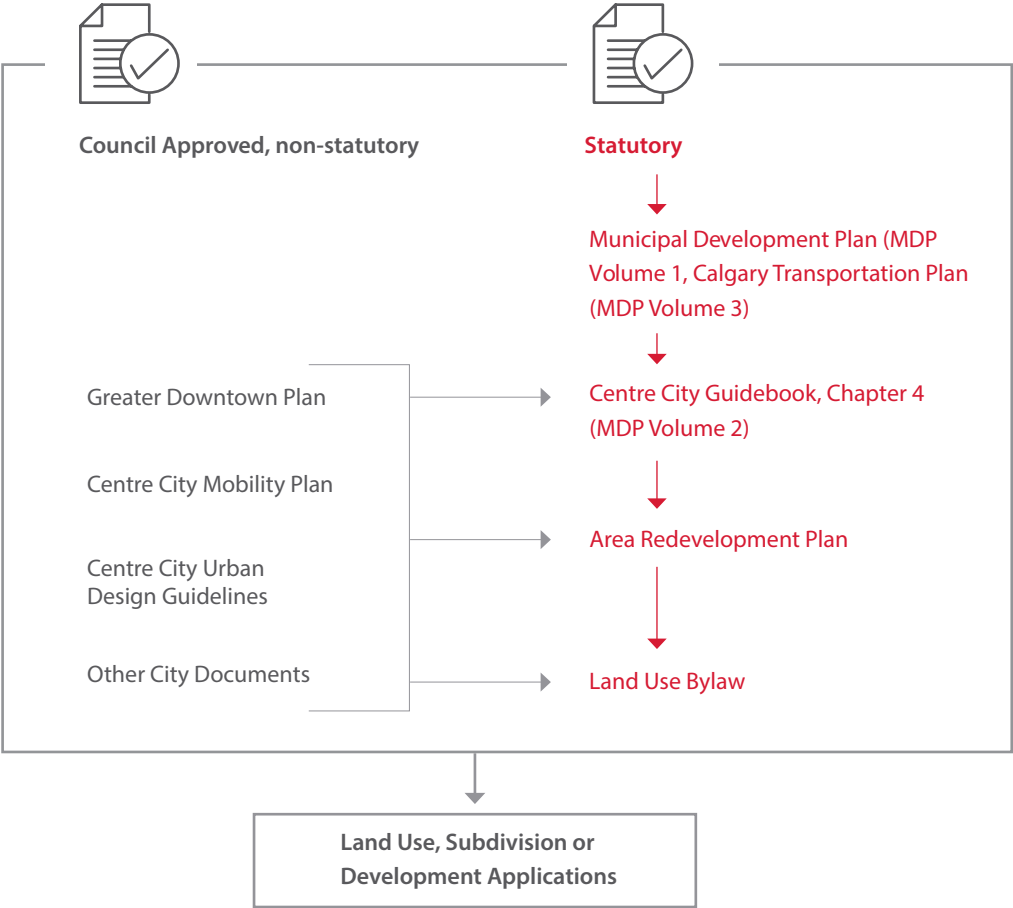 Council Approved, non-statutory
Statutory
Municipal Development Plan (MDP
Volume 1, Calgary Transportation Plan
(MDP Volume 3)
Greater Downtown Plan
Centre City Guidebook, Chapter 4
(MDP Volume 2)
Centre City Mobility Plan
Area Redevelopment Plan
Centre City Urban
Design Guidelines
Other City Documents
Land Use Bylaw
Land Use, Subdivision or
Development Applications